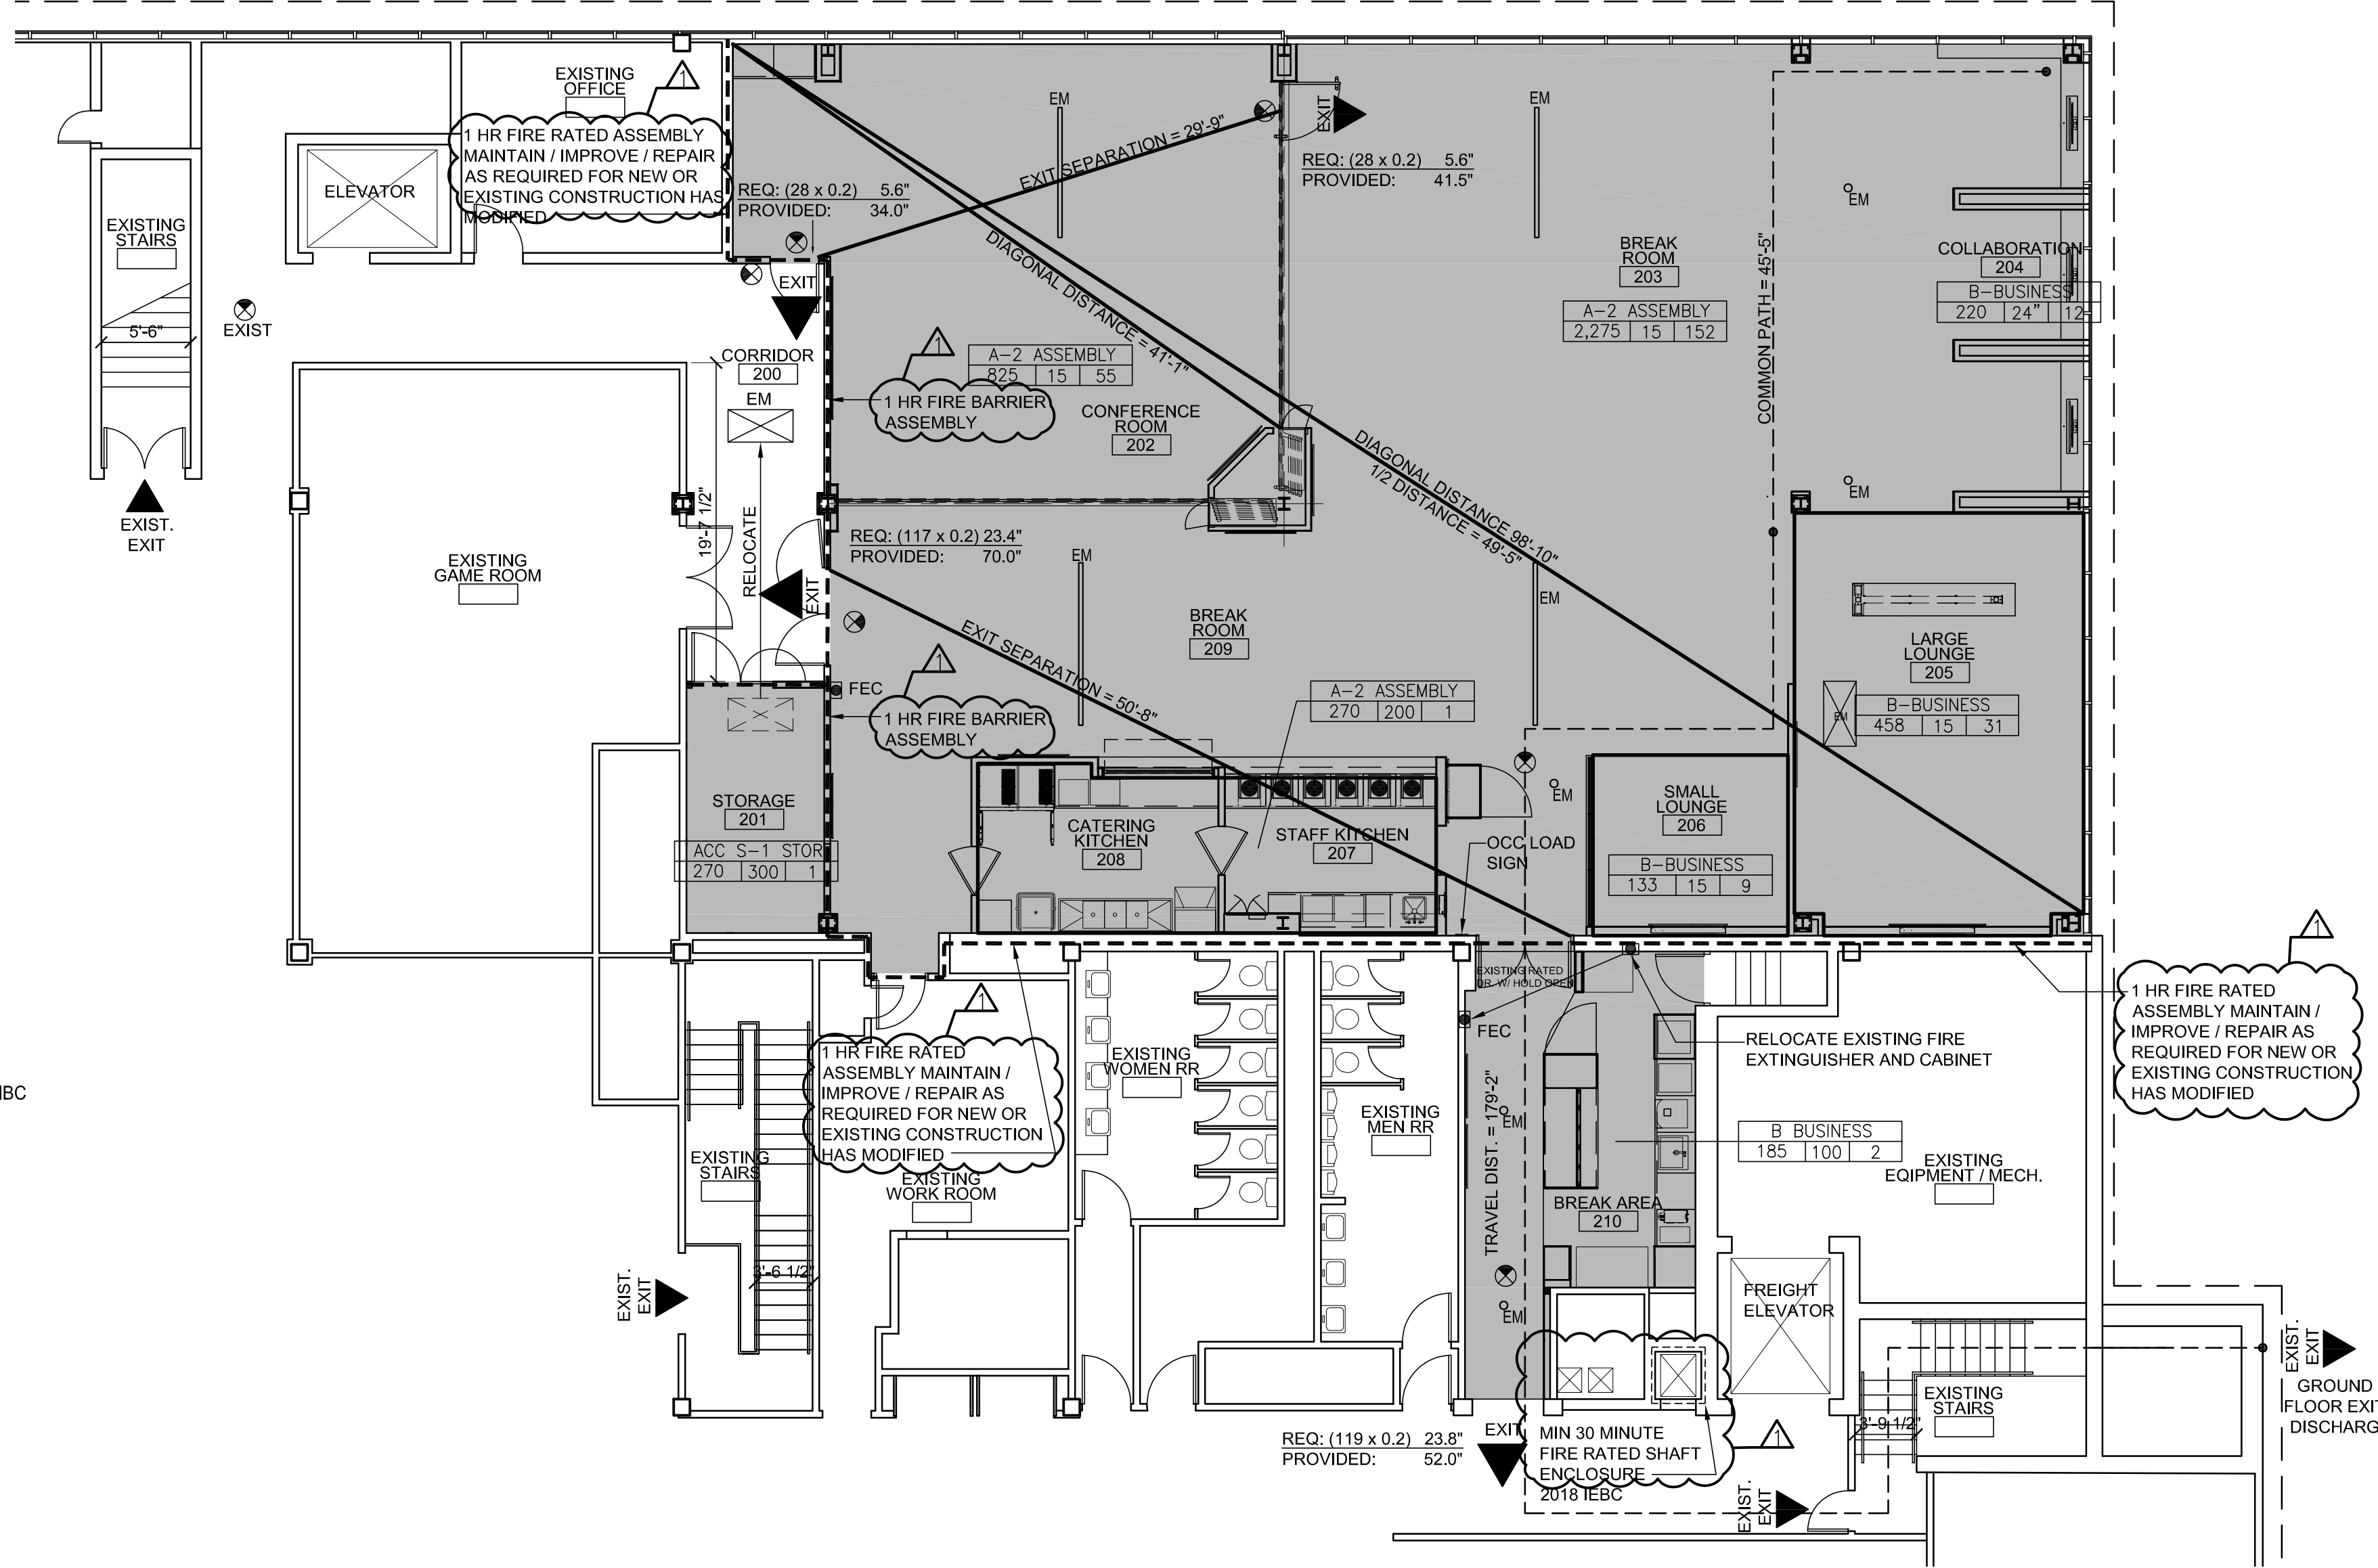 EXISTING
OFFICE
1
1 HR FIRE RATED ASSEMBLY
MAINTAIN / IMPROVE / REPAIR
AS REQUIRED FOR NEW OR
EXISTING CONSTRUCTION HAS
MODIFIED
ELEVATOR
EXISTING
STAIRS
5'-6"
EXIST
EXIST.
EXIT
REQ: (28 x 0.2) 5.6"
PROVIDED: 34.0"
EXIT SEPARATION = 29'-9"
EM
EXIT
REQ: (28 x 0.2) 5.6"
PROVIDED: 41.5"
EM
EM
DIAGONAL DISTANCE = 41'-1"
BREAK
ROOM
203
A-2 ASSEMBLY
2,275 15 152
COMMON PATH = 45'-5"
COLLABORATION
204
B-BUSINESS
220 24" 12
EXIT
CORRIDOR
200
EM
1
A-2 ASSEMBLY
825 15 55
1 HR FIRE BARRIER
ASSEMBLY
CONFERENCE
ROOM
202
DIAGONAL DISTANCE 98'-10"
1/2 DISTANCE = 49'-5"
EM
19'-7 1/2"
RELOCATE
EXISTING
GAME ROOM
REQ: (117 x 0.2) 23.4"
PROVIDED: 70.0"
EM
EXIT
EM
BREAK
ROOM
209
EXIT SEPARATION = 50'-8"
LARGE
LOUNGE
205
B-BUSINESS
458 15 31
EM
FEC
1
1 HR FIRE BARRIER
ASSEMBLY
A-2 ASSEMBLY
270 200 1
STORAGE
201
ACC S-1 STOR
270 300 1
CATERING
KITCHEN
208
STAFF KITCHEN
207
EM
OCC LOAD
SIGN
SMALL
LOUNGE
206
B-BUSINESS
133 15 9
EXISTING RATED
DR. W/ HOLD OPEN
FEC
RELOCATE EXISTING FIRE
EXTINGUISHER AND CABINET
1
1 HR FIRE RATED
ASSEMBLY MAINTAIN /
IMPROVE / REPAIR AS
REQUIRED FOR NEW OR
EXISTING CONSTRUCTION
HAS MODIFIED
1
1 HR FIRE RATED
ASSEMBLY MAINTAIN /
IMPROVE / REPAIR AS
REQUIRED FOR NEW OR
EXISTING CONSTRUCTION
HAS MODIFIED
IBC
EXISTING
WOMEN RR
EXISTING
MEN RR
TRAVEL DIST. = 179'-2"
EM
B BUSINESS
185 100 2
EXISTING
EQIPMENT / MECH.
EXISTING
STAIRS
EXISTING
WORK ROOM
BREAK AREA
210
3'-6 1/2"
EXIST.
EXIT
EM
FREIGHT
ELEVATOR
EXIST.
EXIT
GROUND
FLOOR EXIT
DISCHARG
EXISTING
STAIRS
3'-9 1/2"
REQ: (119 x 0.2) 23.8"
PROVIDED: 52.0"
EXIT
MIN 30 MINUTE
FIRE RATED SHAFT
ENCLOSURE
2018 IEBC
1
EXIST.
EXIT